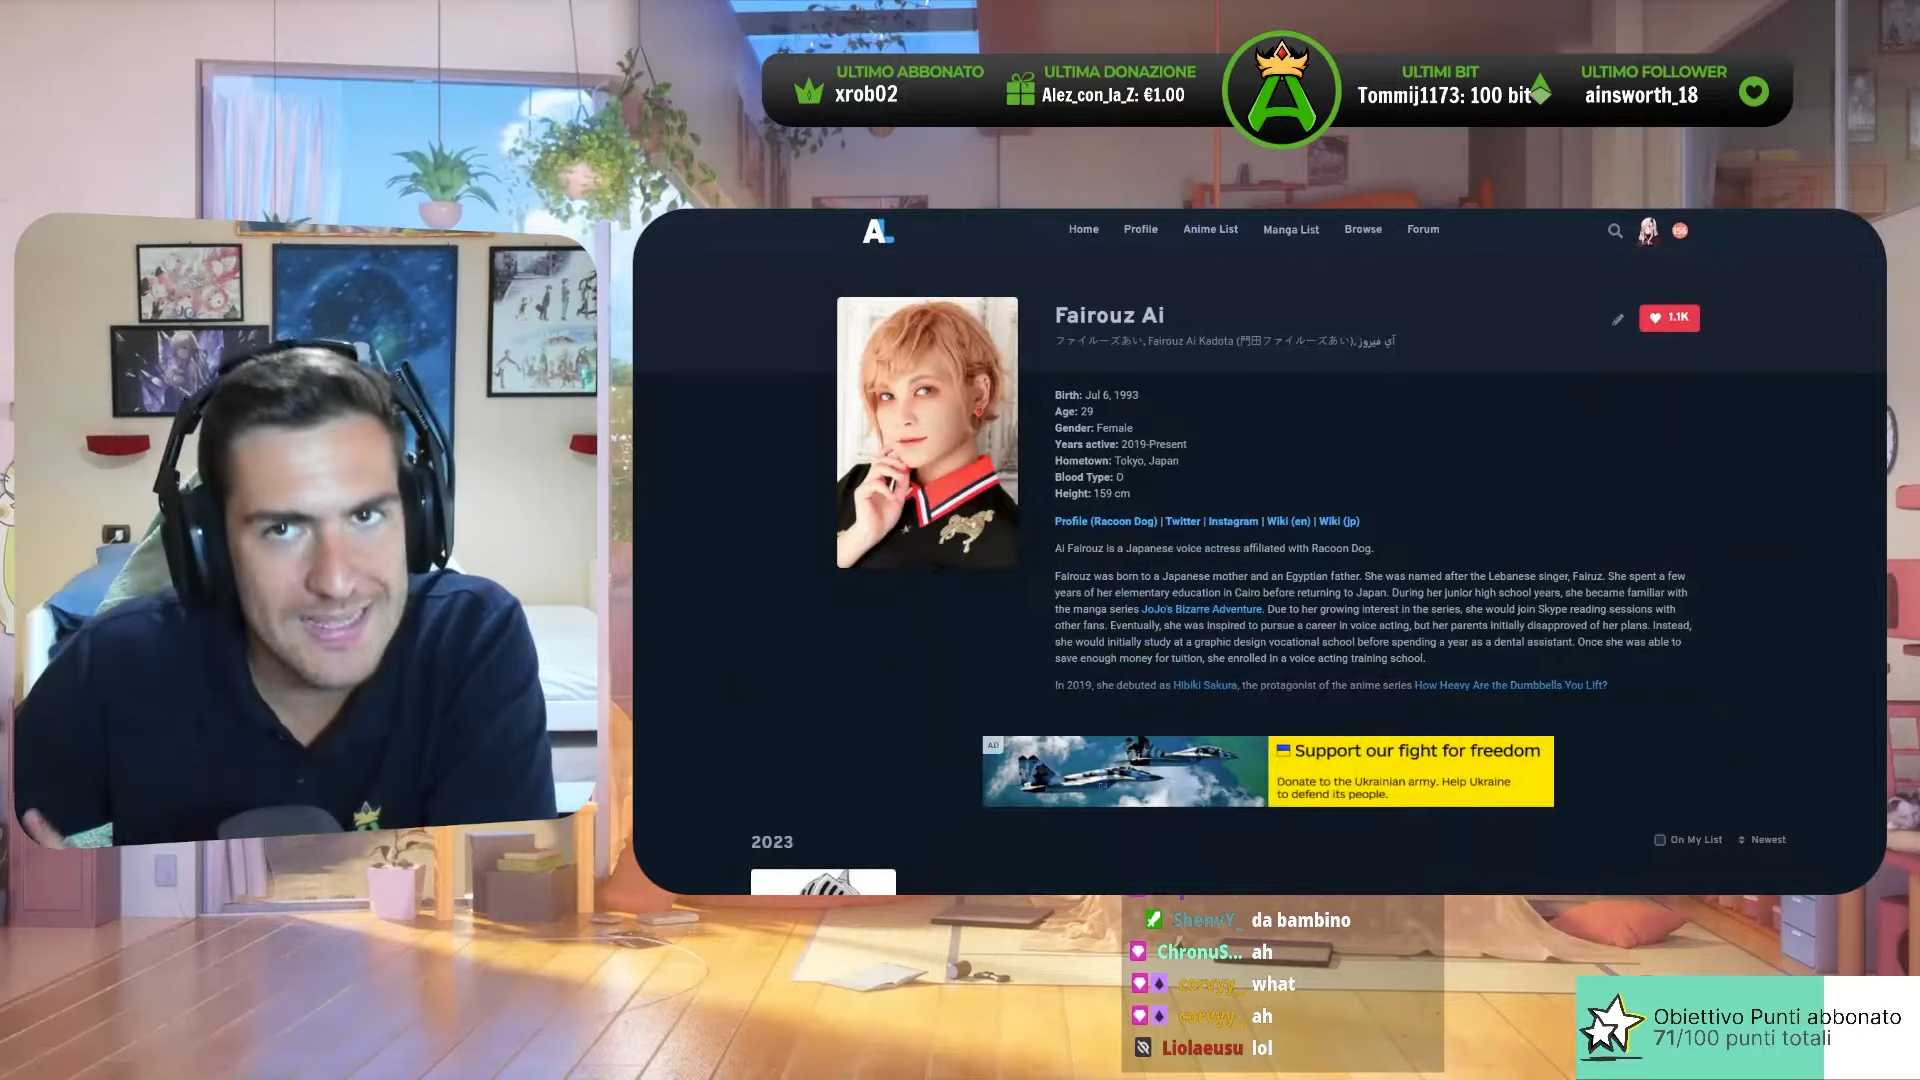 ULTIMO ABBONATO
xrob02
ULTIMA DONAZIONE
Alez_con_la_Z: €1.00
ULTIMI BIT
Tommij1173: 100 bit
ULTIMO FOLLOWER
ainsworth_18
Home
Profile
Anime List
Manga List
Browse
Forum
156
Fairouz Ai
1.1K
ファイルーズあい, Fairouz Ai Kadota (門田ファイルーズあい), آي فيروز
Birth: Jul 6, 1993
Age: 29
Gender: Female
Years active: 2019-Present
Hometown: Tokyo, Japan
Blood Type: O
Height: 159 cm
Profile (Racoon Dog) | Twitter | Instagram | Wiki (en) | Wiki (jp)
Ai Fairouz is a Japanese voice actress affiliated with Racoon Dog.
Fairouz was born to a Japanese mother and an Egyptian father. She was named after the Lebanese singer, Fairuz. She spent a few
years of her elementary education in Cairo before returning to Japan. During her junior high school years, she became familiar with
the manga series JoJo's Bizarre Adventure. Due to her growing interest in the series, she would join Skype reading sessions with
other fans. Eventually, she was inspired to pursue a career in voice acting, but her parents initially disapproved of her plans. Instead,
she would initially study at a graphic design vocational school before spending a year as a dental assistant. Once she was able to
save enough money for tuition, she enrolled in a voice acting training school.
In 2019, she debuted as Hibiki Sakura, the protagonist of the anime series How Heavy Are the Dumbbells You Lift?
AD
Support our fight for freedom
Donate to the Ukrainian army. Help Ukraine
to defend its people.
2023
On My List
Newest
ShenvY_ da bambino
ChronuS... ah
corvyy_ what
corvyy_ ah
Liolaeusu lol
Obiettivo Punti abbonato
71/100 punti totali